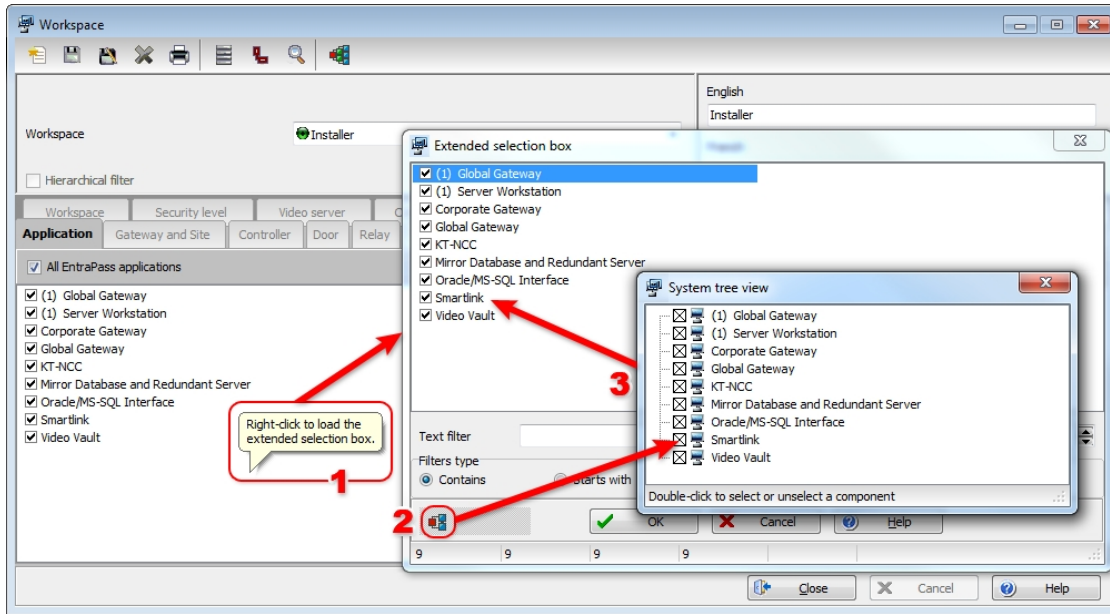 Workspace
English
Installer
Workspace
Installer
Hierarchical filter
Workspace
Security level
Video server
Application
Gateway and Site
Controller
Door
Relay
All EntraPass applications
(1) Global Gateway
(1) Server Workstation
Corporate Gateway
Global Gateway
KT-NCC
Mirror Database and Redundant Server
Oracle/MS-SQL Interface
Smartlink
Video Vault
Right-click to load the
extended selection box.
1
Extended selection box
(1) Global Gateway
(1) Server Workstation
Corporate Gateway
Global Gateway
KT-NCC
Mirror Database and Redundant Server
Oracle/MS-SQL Interface
Smartlink
Video Vault
3
Text filter
Filters type
Contains
Starts with
2
OK
Cancel
Help
9 9 9 9
System tree view
(1) Global Gateway
(1) Server Workstation
Corporate Gateway
Global Gateway
KT-NCC
Mirror Database and Redundant Server
Oracle/MS-SQL Interface
Smartlink
Video Vault
Double-click to select or unselect a component
Close
Cancel
Help